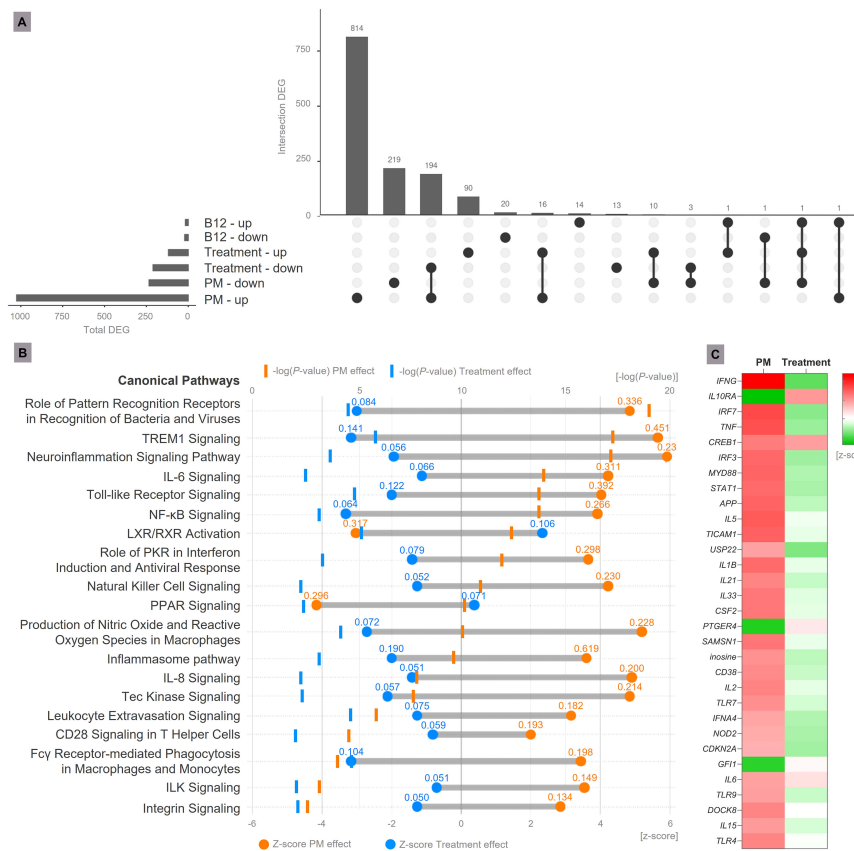 A
814
750
500
250
0
Intersection DEG
219
194
90
20
16
14
13
10
3
1
1
1
1
B12 - up
B12 - down
Treatment - up
Treatment - down
PM - down
PM - up
1000
750
500
250
0
Total DEG
B
-log(P-value) PM effect
-log(P-value) Treatment effect
[-log(P-value)]
Canonical Pathways
0
5
10
15
20
Role of Pattern Recognition Receptors
in Recognition of Bacteria and Viruses
0.084
0.336
TREM1 Signaling
0.141
0.451
Neuroinflammation Signaling Pathway
0.056
0.23
IL-6 Signaling
0.066
0.311
Toll-like Receptor Signaling
0.122
0.392
NF-κB Signaling
0.064
0.266
LXR/RXR Activation
0.317
0.106
Role of PKR in Interferon
Induction and Antiviral Response
0.079
0.298
Natural Killer Cell Signaling
0.052
0.230
PPAR Signaling
0.296
0.071
Production of Nitric Oxide and Reactive
Oxygen Species in Macrophages
0.072
0.228
Inflammasome pathway
0.190
0.619
IL-8 Signaling
0.051
0.200
Tec Kinase Signaling
0.057
0.214
Leukocyte Extravasation Signaling
0.075
0.182
CD28 Signaling in T Helper Cells
0.059
0.193
Fcγ Receptor-mediated Phagocytosis
in Macrophages and Monocytes
0.104
0.198
ILK Signaling
0.051
0.149
Integrin Signaling
0.050
0.134
-6
-4
-2
0
2
4
6
[z-score]
Z-score PM effect
Z-score Treatment effect
C
PM
Treatment
IFNG
IL10RA
IRF7
TNF
CREB1
IRF3
MYD88
STAT1
APP
IL5
TICAM1
USP22
IL1B
IL21
IL33
CSF2
PTGER4
SAMSN1
inosine
CD38
IL2
TLR7
IFNA4
NOD2
CDKN2A
GFI1
IL6
TLR9
DOCK8
IL15
TLR4